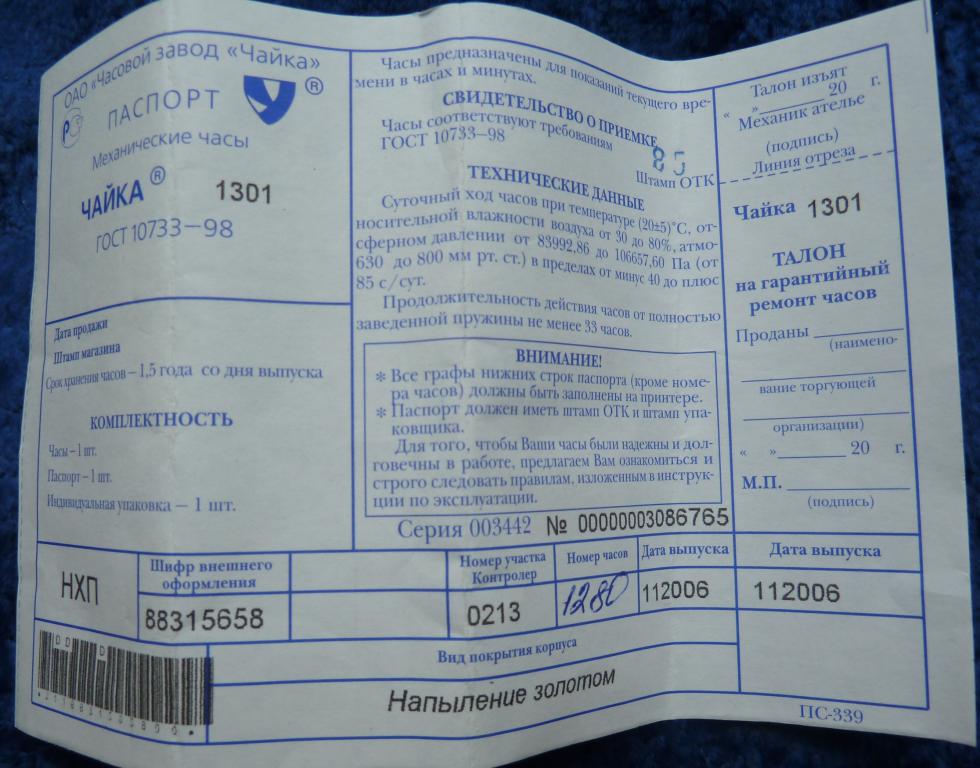 ОАО «Часовой завод «Чайка»
ПАСПОРТ ®
Механические часы
ЧАЙКА ® 1301
ГОСТ 10733–98
Дата продажи
Штамп магазина
Срок хранения часов – 1,5 года со дня выпуска
КОМПЛЕКТНОСТЬ
Часы – 1 шт.
Паспорт – 1 шт.
Индивидуальная упаковка – 1 шт.
Часы предназначены для показаний текущего вре-
мени в часах и минутах.
СВИДЕТЕЛЬСТВО О ПРИЕМКЕ
Часы соответствуют требованиям
ГОСТ 10733–98
85
Штамп ОТК
ТЕХНИЧЕСКИЕ ДАННЫЕ
Суточный ход часов при температуре (20±5)°С, от-
носительной влажности воздуха от 30 до 80%, атмо-
сферном давлении от 83992,86 до 106657,60 Па (от
630 до 800 мм рт. ст.) в пределах от минус 40 до плюс
85 с/сут.
Продолжительность действия часов от полностью
заведенной пружины не менее 33 часов.
ВНИМАНИЕ!
* Все графы нижних строк паспорта (кроме номе-
ра часов) должны быть заполнены на принтере.
* Паспорт должен иметь штамп ОТК и штамп упа-
ковщика.
Для того, чтобы Ваши часы были надежны и дол-
говечны в работе, предлагаем Вам ознакомиться и
строго следовать правилам, изложенным в инструк-
ции по эксплуатации.
Серия 003442 № 00000003086765
Талон изъят
« » 20 г.
Механик ателье
(подпись)
Линия отреза
Чайка 1301
ТАЛОН
на гарантийный
ремонт часов
Проданы
(наимено-
вание торгующей
организации)
« » 20 г.
М.П.
(подпись)
НХП
Шифр внешнего
оформления
88315658
Номер участка
Контролер
0213
Номер часов
1280
Дата выпуска
112006
Дата выпуска
112006
Вид покрытия корпуса
Напыление золотом
ПС-339